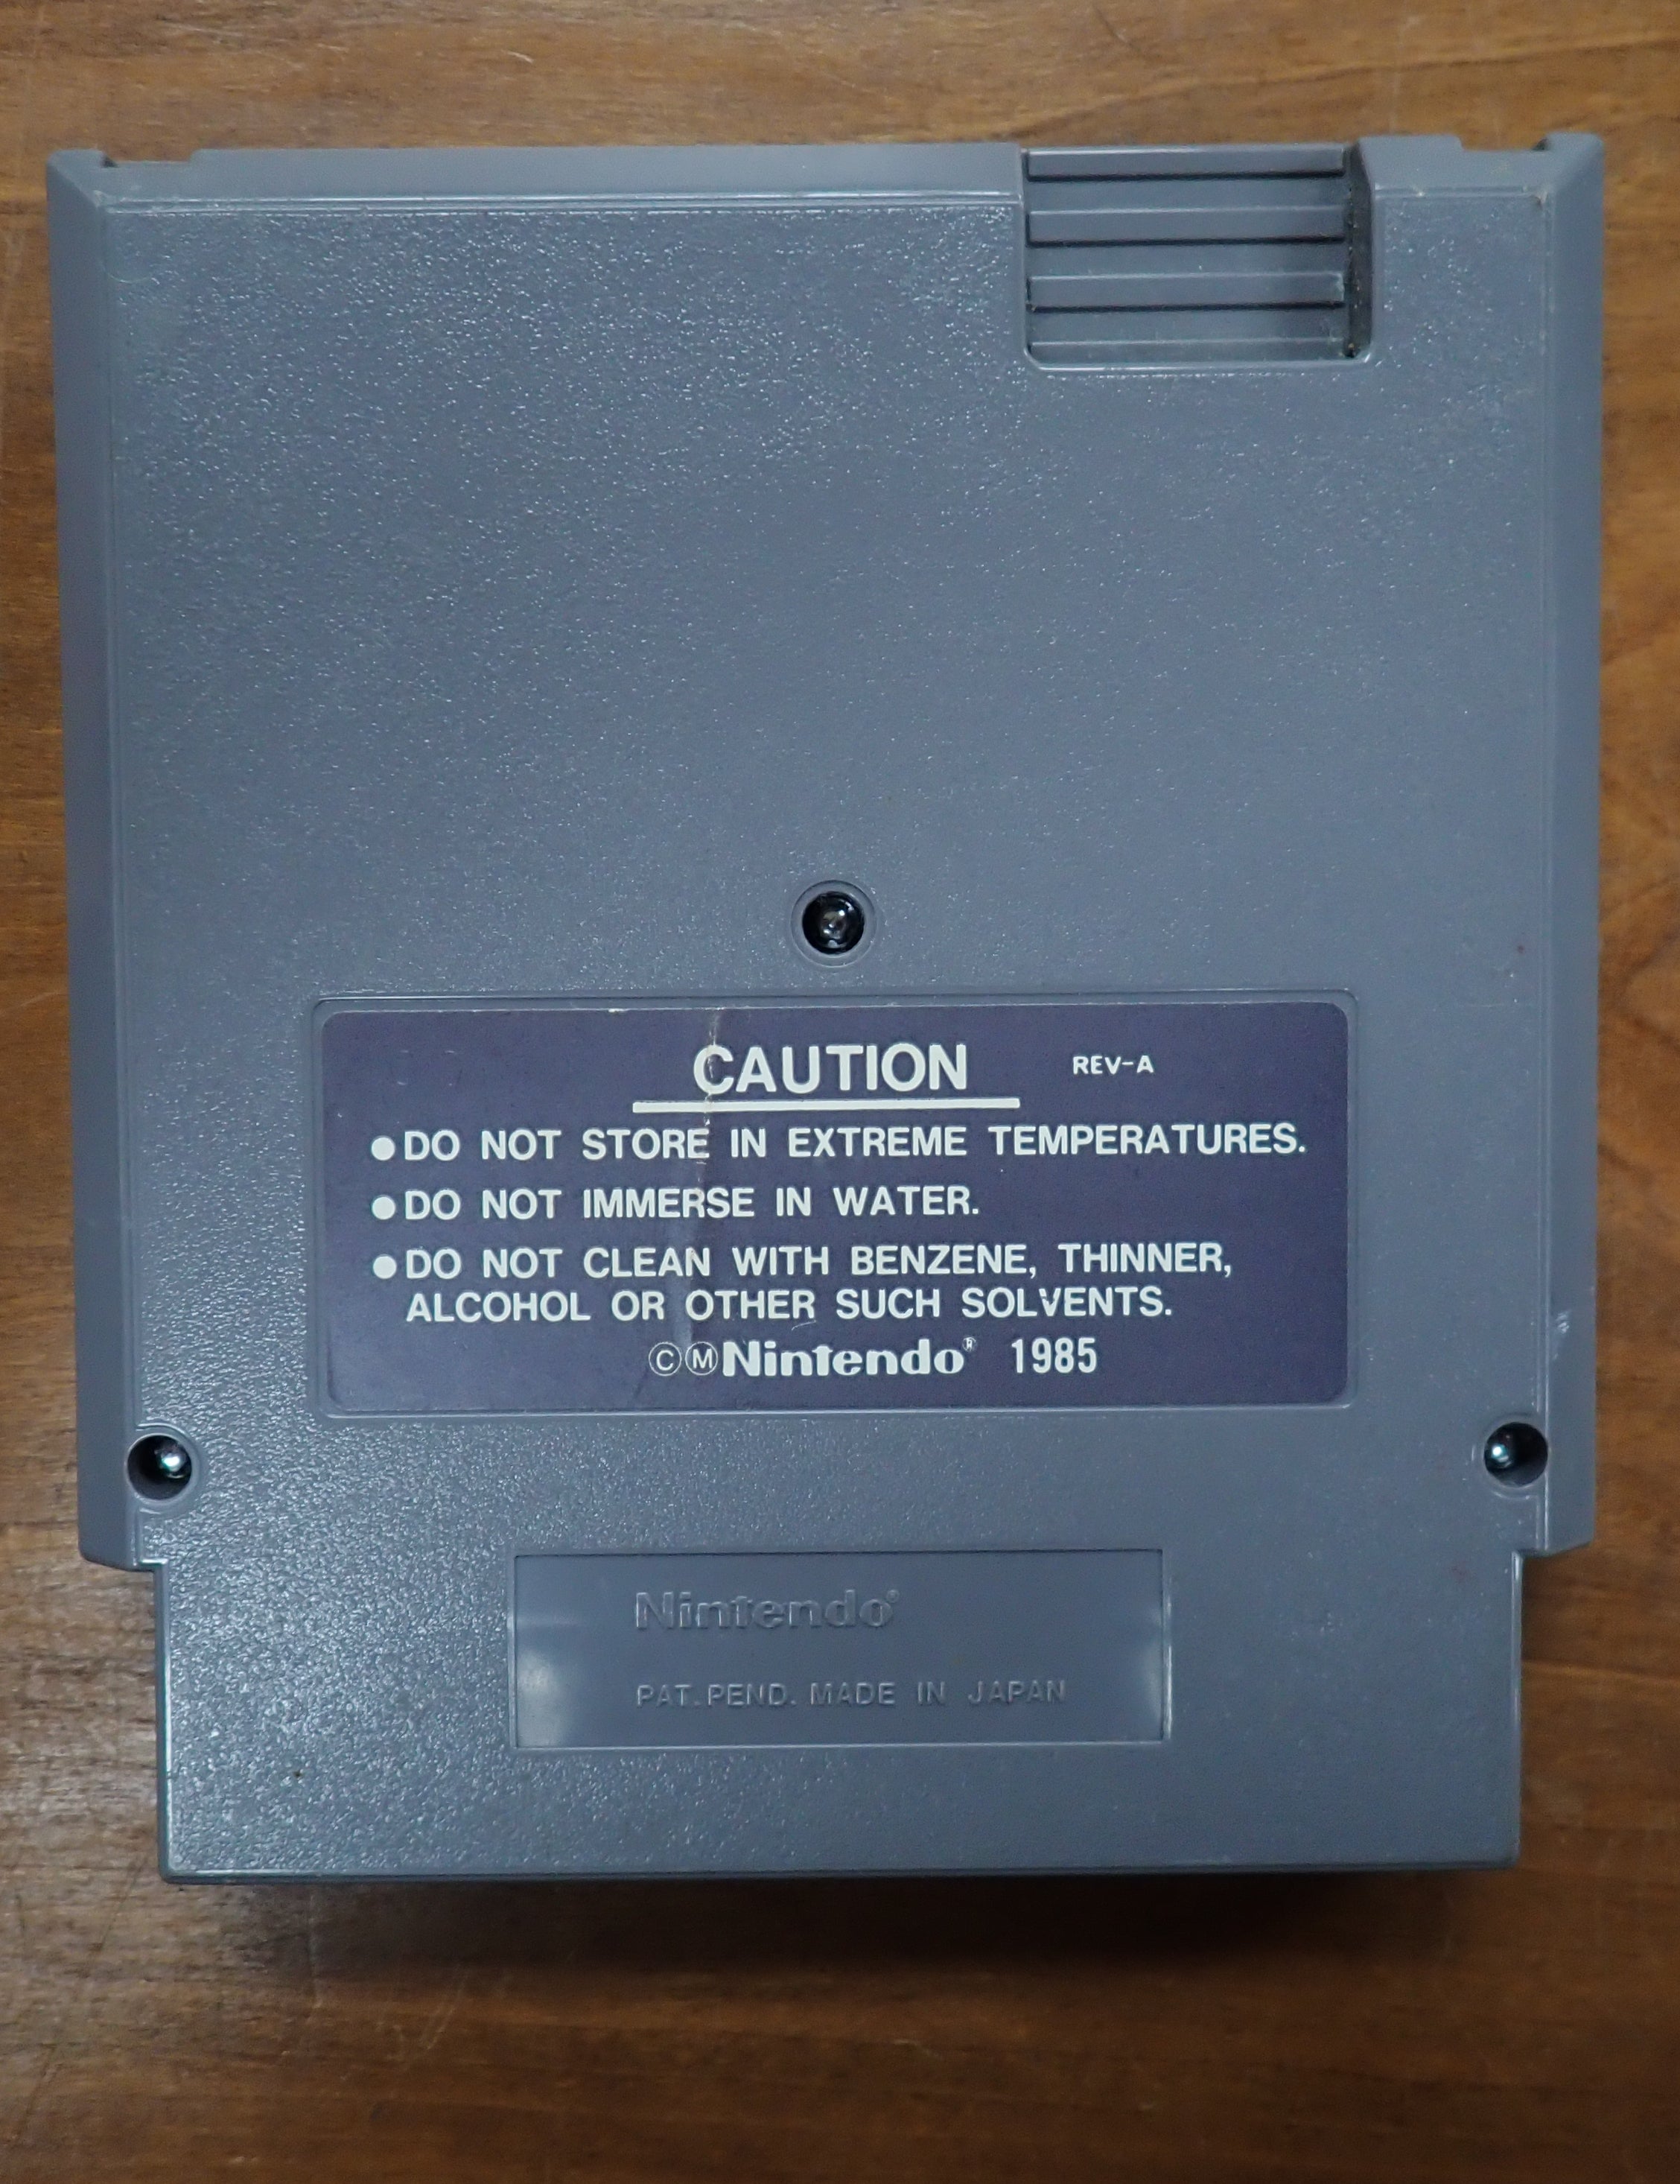 CAUTION REV-A
●DO NOT STORE IN EXTREME TEMPERATURES.
●DO NOT IMMERSE IN WATER.
●DO NOT CLEAN WITH BENZENE, THINNER,
ALCOHOL OR OTHER SUCH SOLVENTS.
ⒸⓂNintendo® 1985
Nintendo®
PAT. PEND. MADE IN JAPAN